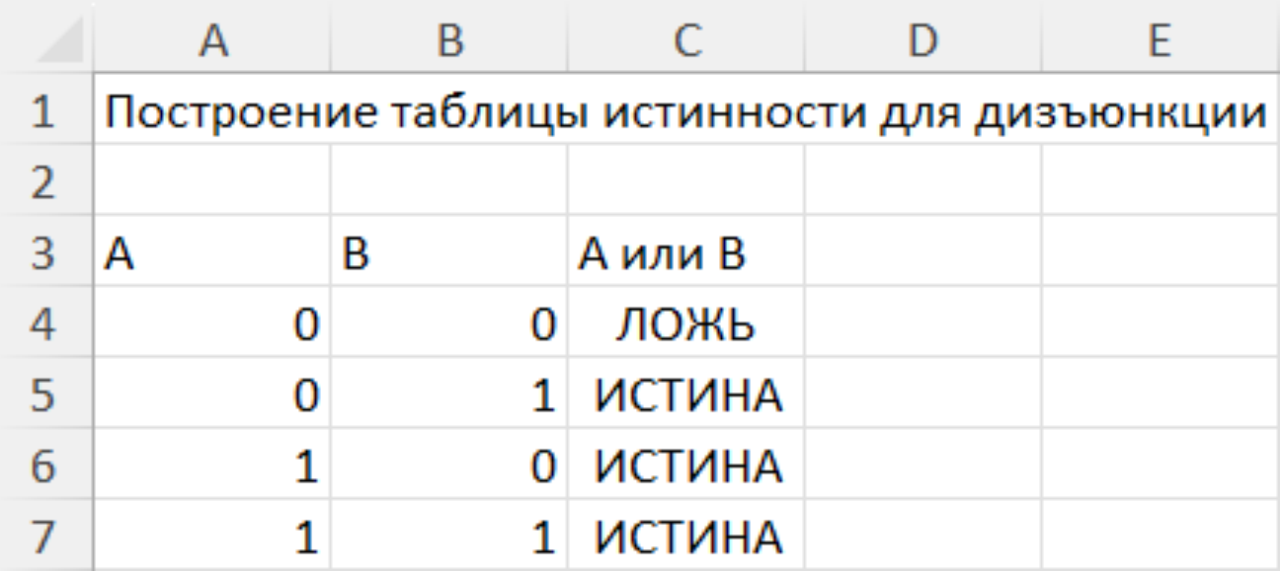 A B C D E
1 Построение таблицы истинности для дизъюнкции
2
3 A B A или B
4 0 0 ЛОЖЬ
5 0 1 ИСТИНА
6 1 0 ИСТИНА
7 1 1 ИСТИНА